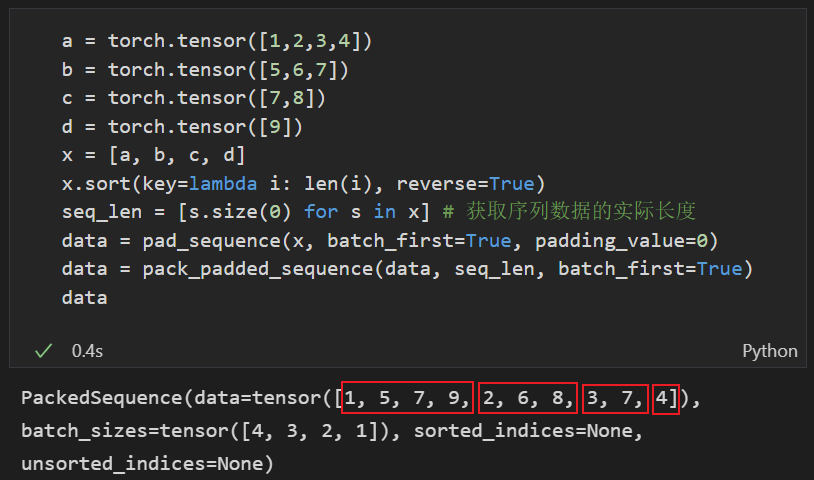 a = torch.tensor([1,2,3,4])
b = torch.tensor([5,6,7])
c = torch.tensor([7,8])
d = torch.tensor([9])
x = [a, b, c, d]
x.sort(key=lambda i: len(i), reverse=True)
seq_len = [s.size(0) for s in x] # 获取序列数据的实际长度
data = pad_sequence(x, batch_first=True, padding_value=0)
data = pack_padded_sequence(data, seq_len, batch_first=True)
data
0.4s Python
PackedSequence(data=tensor([1, 5, 7, 9, 2, 6, 8, 3, 7, 4]),
batch_sizes=tensor([4, 3, 2, 1]), sorted_indices=None,
unsorted_indices=None)